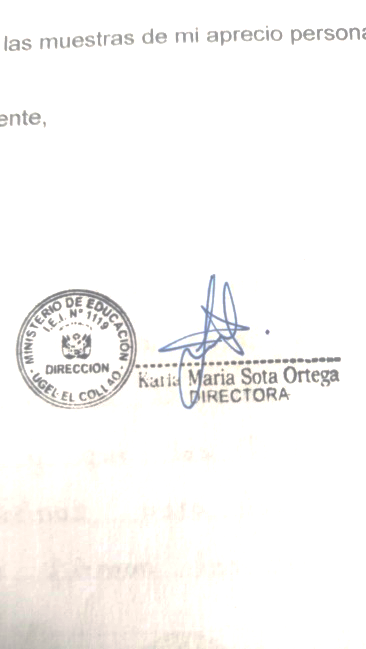 las muestras de mi aprecio persona
ente,
MINISTERIO DE EDUCACIÓN
I.E.I. N° 1119
DIRECCIÓN
UGEL-EL COLLAO
Katia Maria Sota Ortega
DIRECTORA